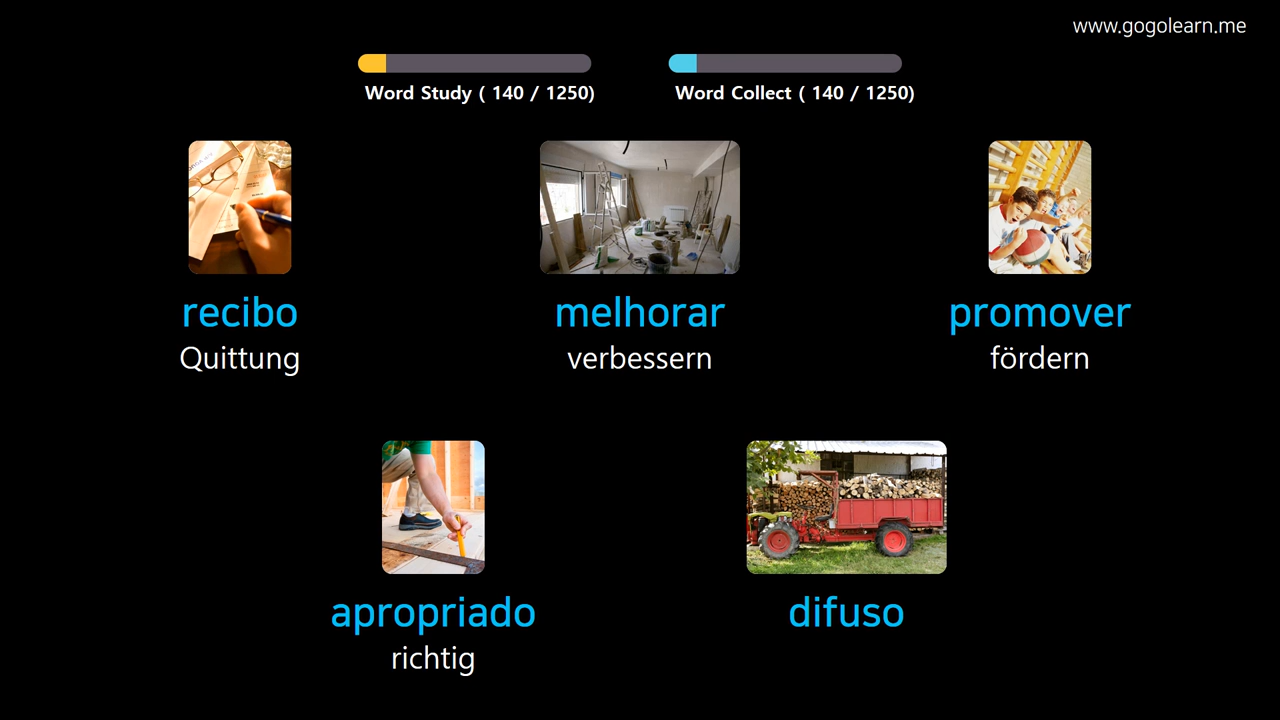 www.gogolearn.me
Word Study ( 140 / 1250)
Word Collect ( 140 / 1250)
recibo
Quittung
melhorar
verbessern
promover
fördern
apropriado
richtig
difuso